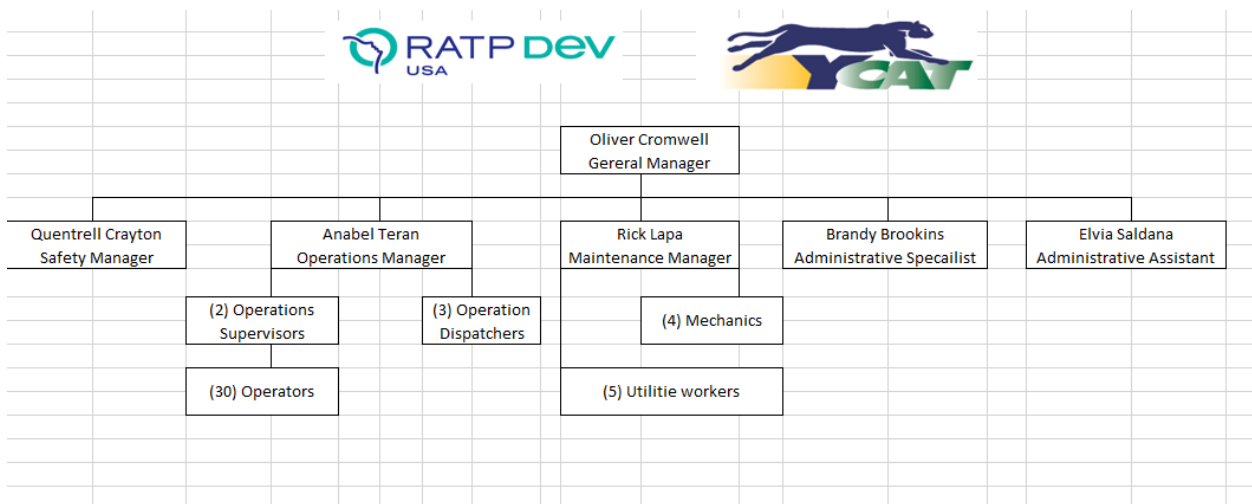 RATP DEV
USA
YCAT
Oliver Cromwell
Gereral Manager
Quentrell Crayton
Safety Manager
Anabel Teran
Operations Manager
Rick Lapa
Maintenance Manager
Brandy Brookins
Administrative Specailist
Elvia Saldana
Administrative Assistant
(2) Operations
Supervisors
(3) Operation
Dispatchers
(4) Mechanics
(30) Operators
(5) Utilitie workers